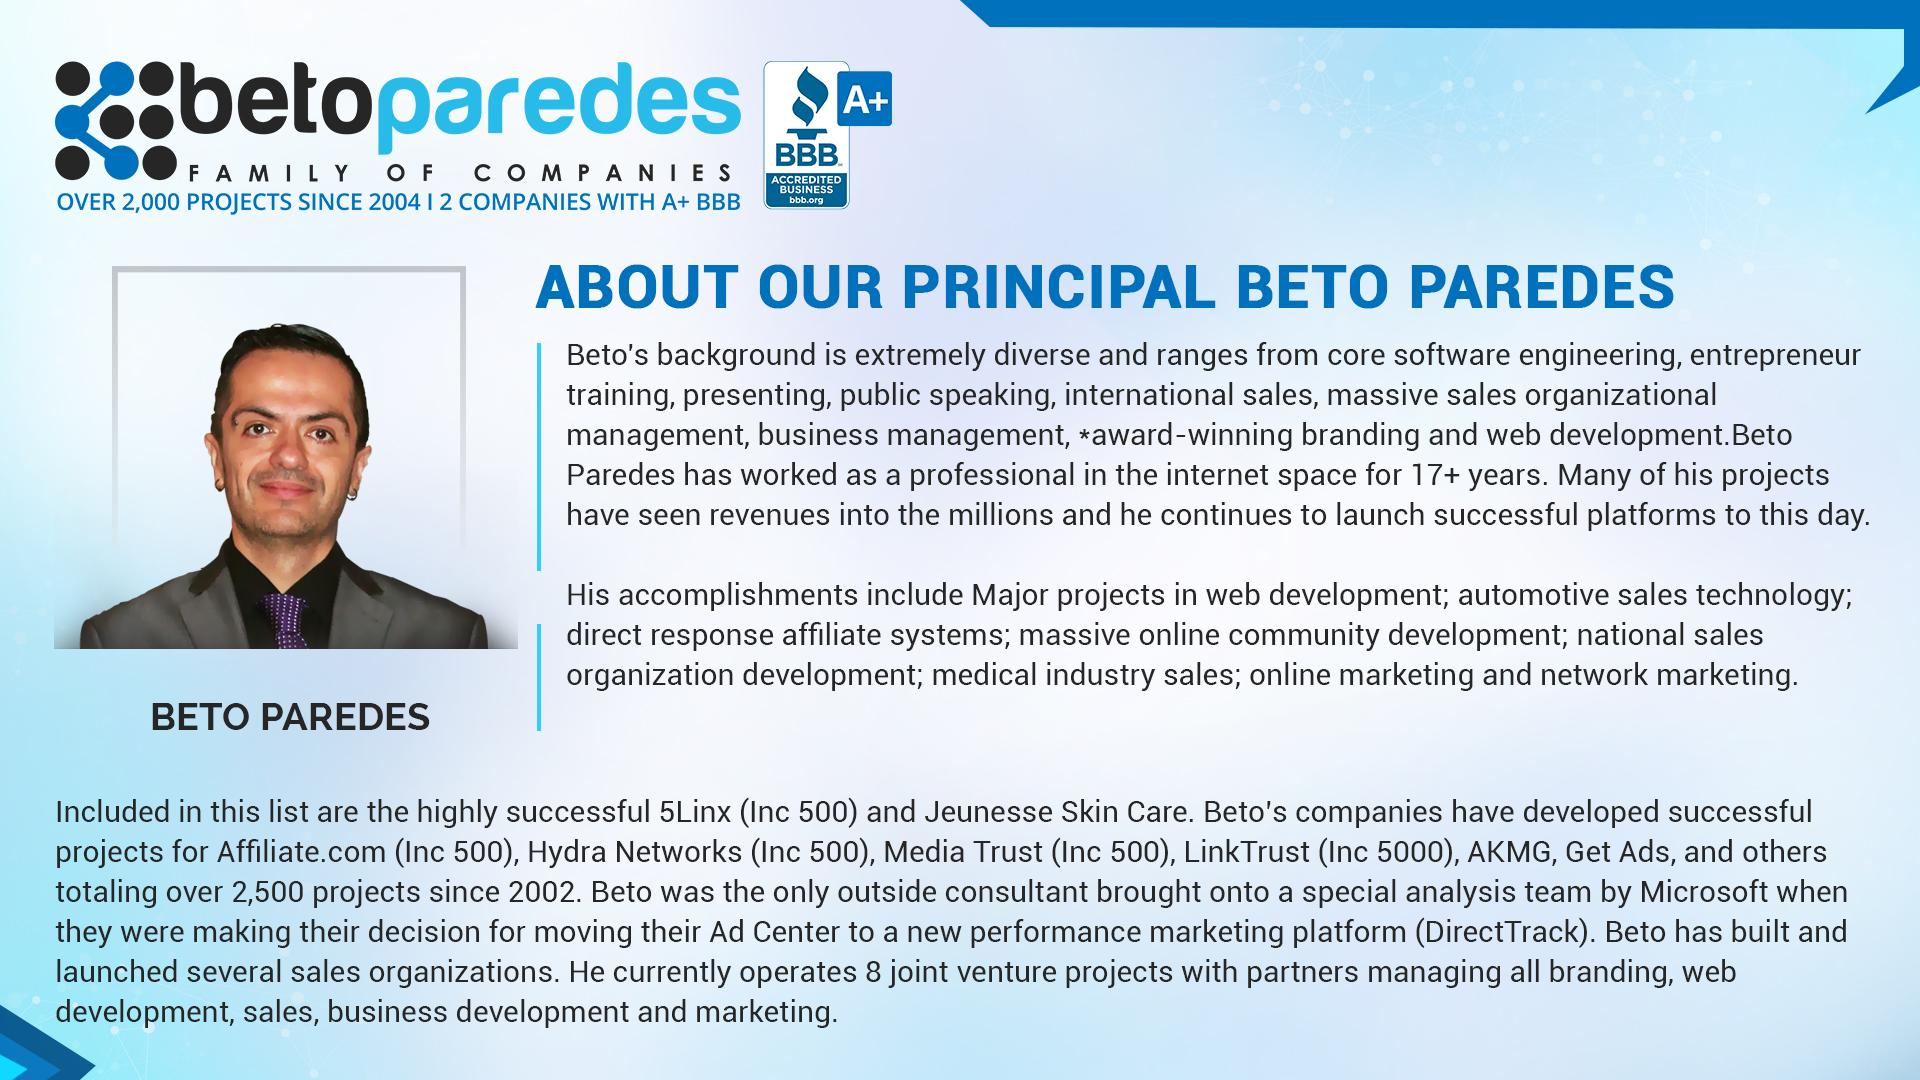 betoparedes
FAMILY OF COMPANIES
OVER 2,000 PROJECTS SINCE 2004 I 2 COMPANIES WITH A+ BBB
A+
BBB
ACCREDITED
BUSINESS
bbb.org
ABOUT OUR PRINCIPAL BETO PAREDES
Beto's background is extremely diverse and ranges from core software engineering, entrepreneur
training, presenting, public speaking, international sales, massive sales organizational
management, business management, *award-winning branding and web development.Beto
Paredes has worked as a professional in the internet space for 17+ years. Many of his projects
have seen revenues into the millions and he continues to launch successful platforms to this day.
His accomplishments include Major projects in web development; automotive sales technology;
direct response affiliate systems; massive online community development; national sales
organization development; medical industry sales; online marketing and network marketing.
BETO PAREDES
Included in this list are the highly successful 5Linx (Inc 500) and Jeunesse Skin Care. Beto's companies have developed successful
projects for Affiliate.com (Inc 500), Hydra Networks (Inc 500), Media Trust (Inc 500), LinkTrust (Inc 5000), AKMG, Get Ads, and others
totaling over 2,500 projects since 2002. Beto was the only outside consultant brought onto a special analysis team by Microsoft when
they were making their decision for moving their Ad Center to a new performance marketing platform (DirectTrack). Beto has built and
launched several sales organizations. He currently operates 8 joint venture projects with partners managing all branding, web
development, sales, business development and marketing.